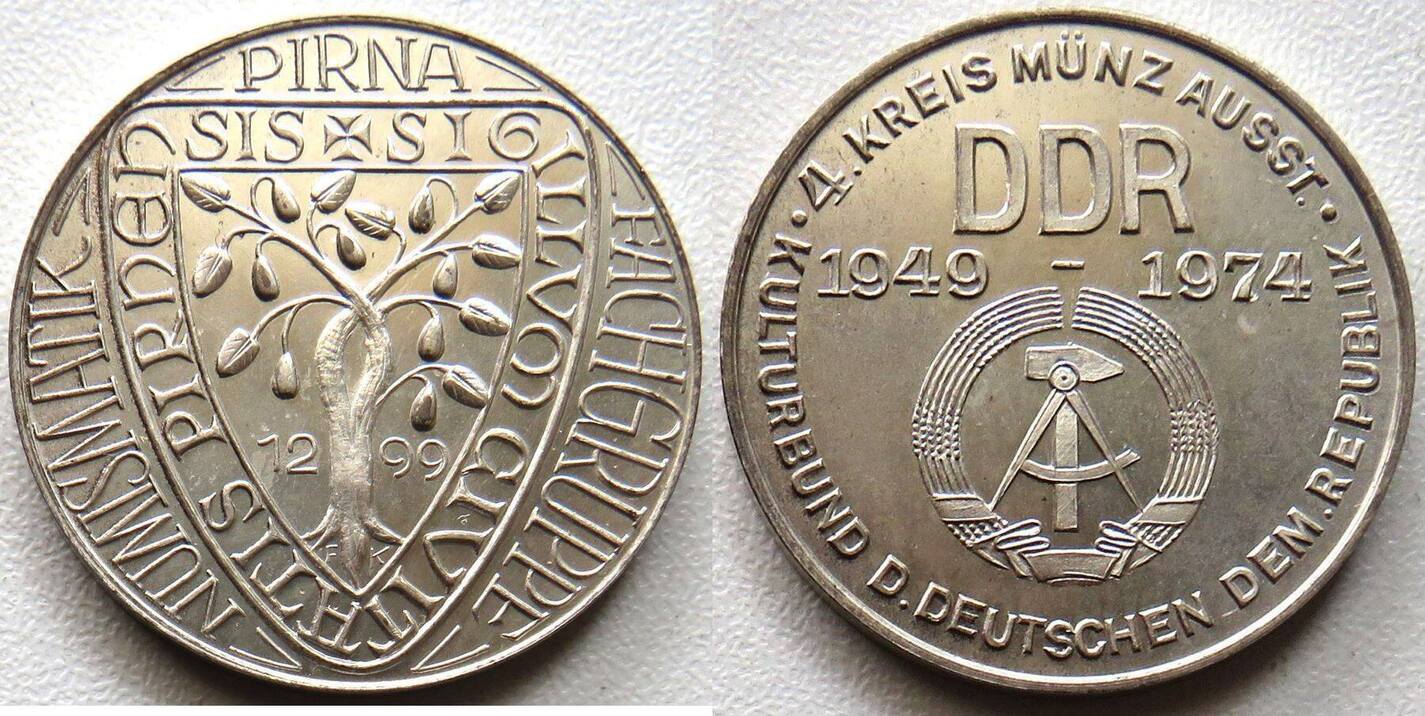 PIRNA
FACHGRUPPE
NUMISMATIK
SIS ✠ SIGILLVM CIVITATIS PIRNEN
12 99
F K
4. KREIS MÜNZ AUSST.
DDR
1949 - 1974
• KULTURBUND D. DEUTSCHEN DEM. REPUBLIK •